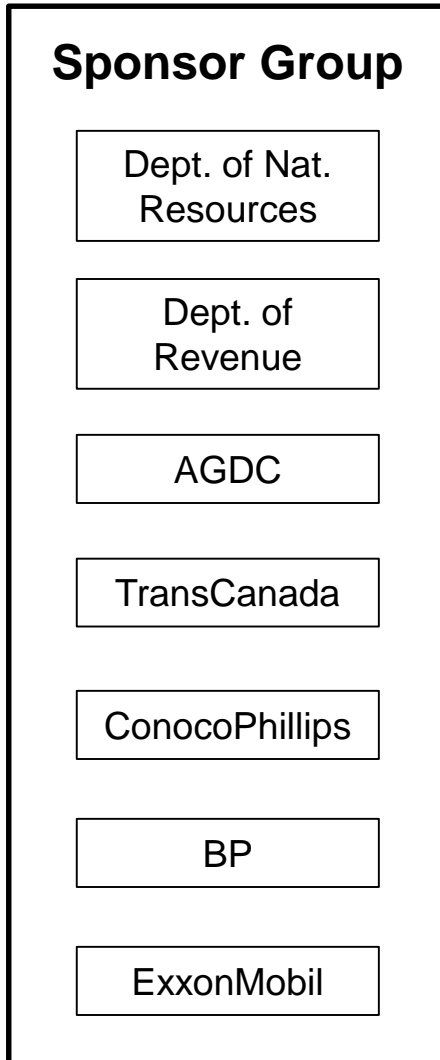 Sponsor Group
Dept. of Nat.
Resources
Dept. of
Revenue
AGDC
TransCanada
ConocoPhillips
BP
ExxonMobil